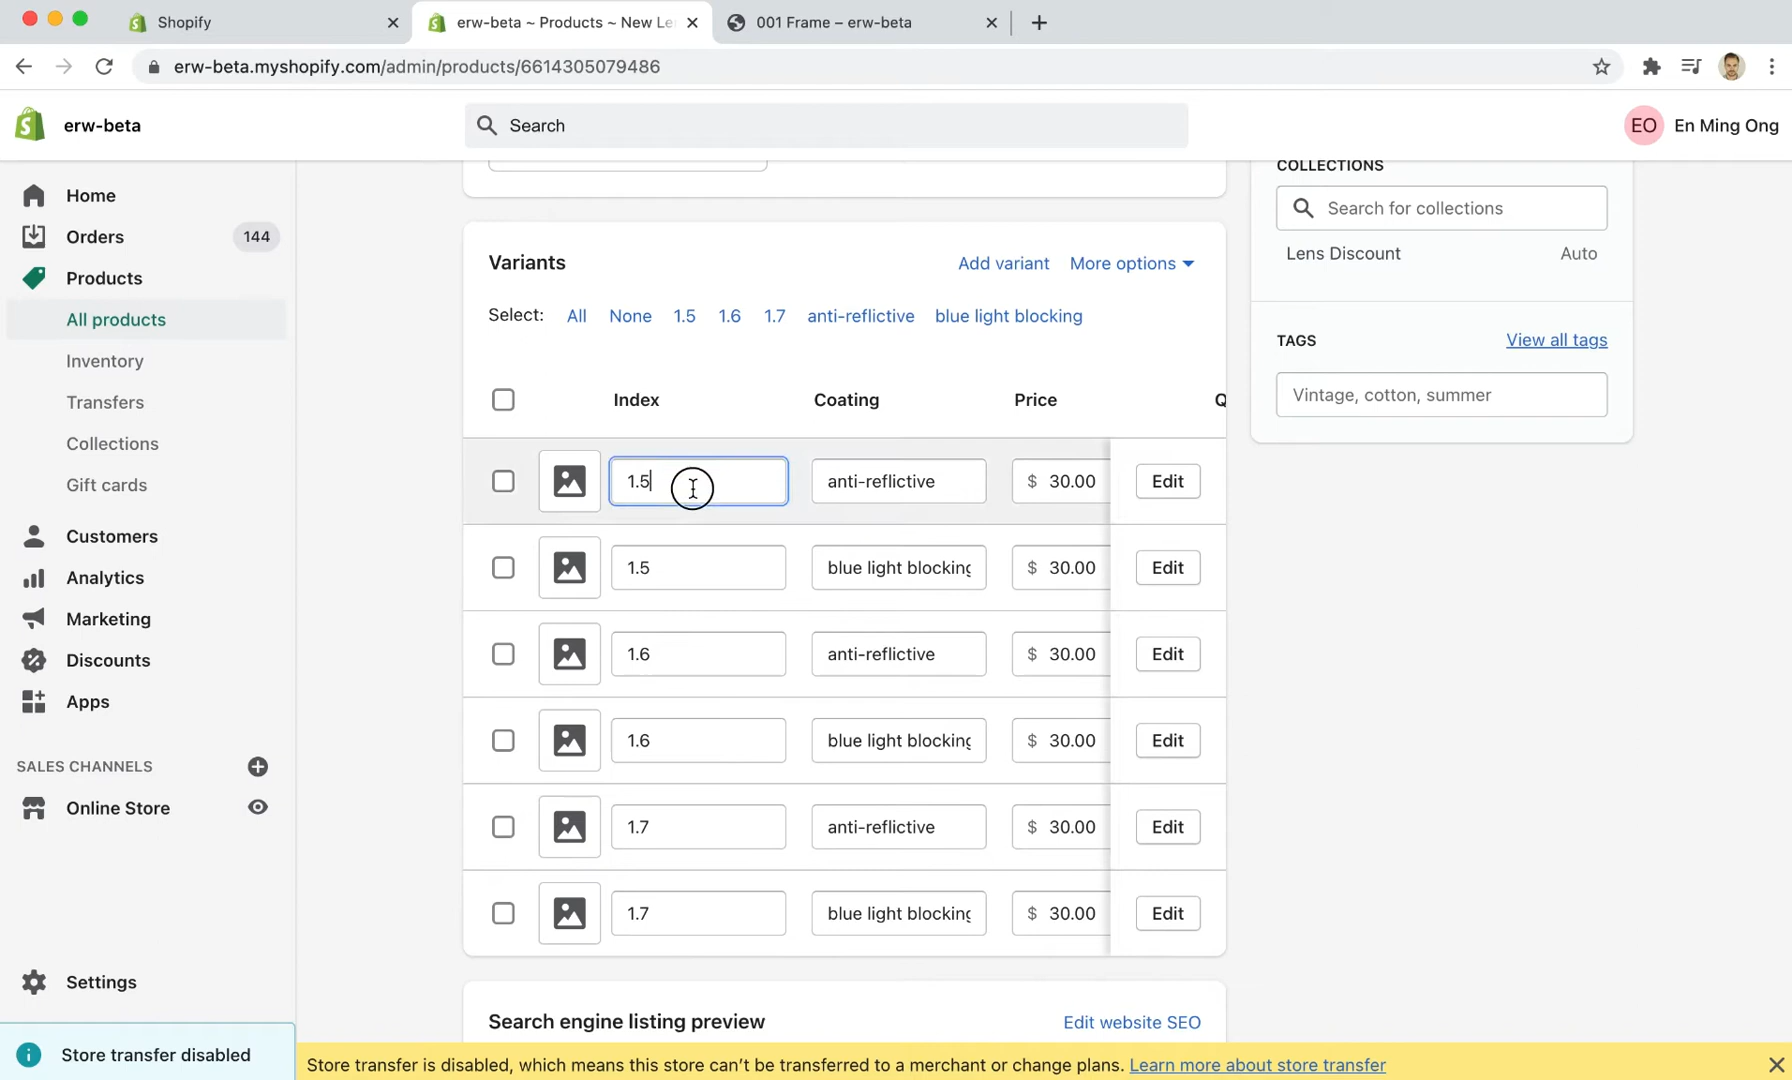 Shopify
erw-beta ~ Products ~ New Le
001 Frame – erw-beta
erw-beta.myshopify.com/admin/products/6614305079486
erw-beta
Search
EO En Ming Ong
Home
Orders 144
Products
All products
Inventory
Transfers
Collections
Gift cards
Customers
Analytics
Marketing
Discounts
Apps
SALES CHANNELS
Online Store
Settings
Store transfer disabled
Variants Add variant More options
Select: All None 1.5 1.6 1.7 anti-reflictive blue light blocking
Index Coating Price Q
1.5 anti-reflictive $ 30.00 Edit
1.5 blue light blocking $ 30.00 Edit
1.6 anti-reflictive $ 30.00 Edit
1.6 blue light blocking $ 30.00 Edit
1.7 anti-reflictive $ 30.00 Edit
1.7 blue light blocking $ 30.00 Edit
Search engine listing preview Edit website SEO
COLLECTIONS
Search for collections
Lens Discount Auto
TAGS View all tags
Vintage, cotton, summer
Store transfer is disabled, which means this store can't be transferred to a merchant or change plans. Learn more about store transfer